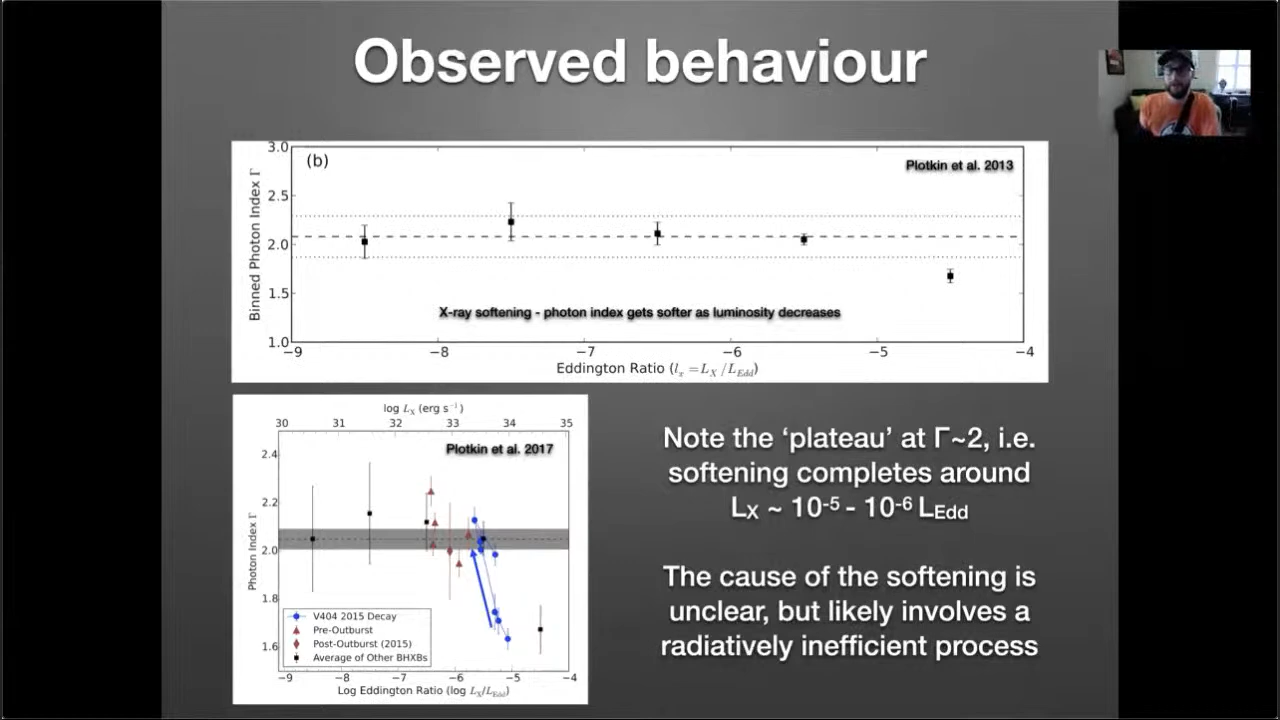 Observed behaviour
3.0
(b)
Plotkin et al. 2013
2.5
2.0
1.5
1.0
Binned Photon Index Γ
X-ray softening - photon index gets softer as luminosity decreases
−9 −8 −7 −6 −5 −4
Eddington Ratio (lₓ = L_X / L_Edd)
log L_X (erg s⁻¹)
30 31 32 33 34 35
Plotkin et al. 2017
2.4
2.2
2.0
1.8
1.6
Photon Index Γ
V404 2015 Decay
Pre-Outburst
Post-Outburst (2015)
Average of Other BHXBs
−9 −8 −7 −6 −5 −4
Log Eddington Ratio (log L_X/L_Edd)
Note the ‘plateau’ at Γ~2, i.e.
softening completes around
L_X ~ 10⁻⁵ - 10⁻⁶ L_Edd
The cause of the softening is
unclear, but likely involves a
radiatively inefficient process